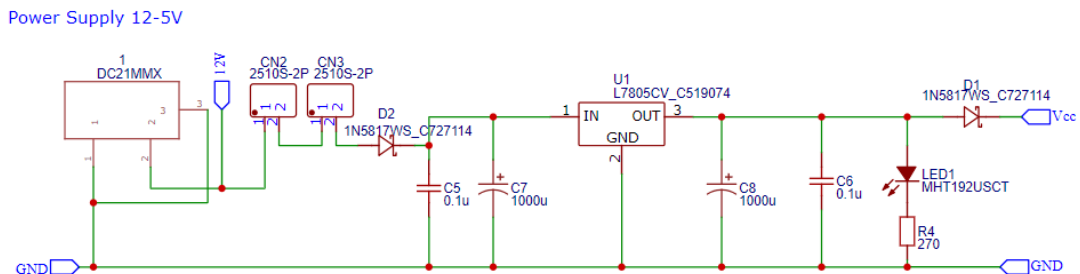 Power Supply 12-5V
1
DC21MMX
12V
CN2
2510S-2P
CN3
2510S-2P
1 2
1 2
1 2
1 2
3
3
1
2
1
2
D2
1N5817WS_C727114
U1
L7805CV_C519074
1
IN
OUT
3
GND
2
D1
1N5817WS_C727114
Vcc
C5
0.1u
+
C7
1000u
+
C8
1000u
C6
0.1u
LED1
MHT192USCT
R4
270
GND
GND